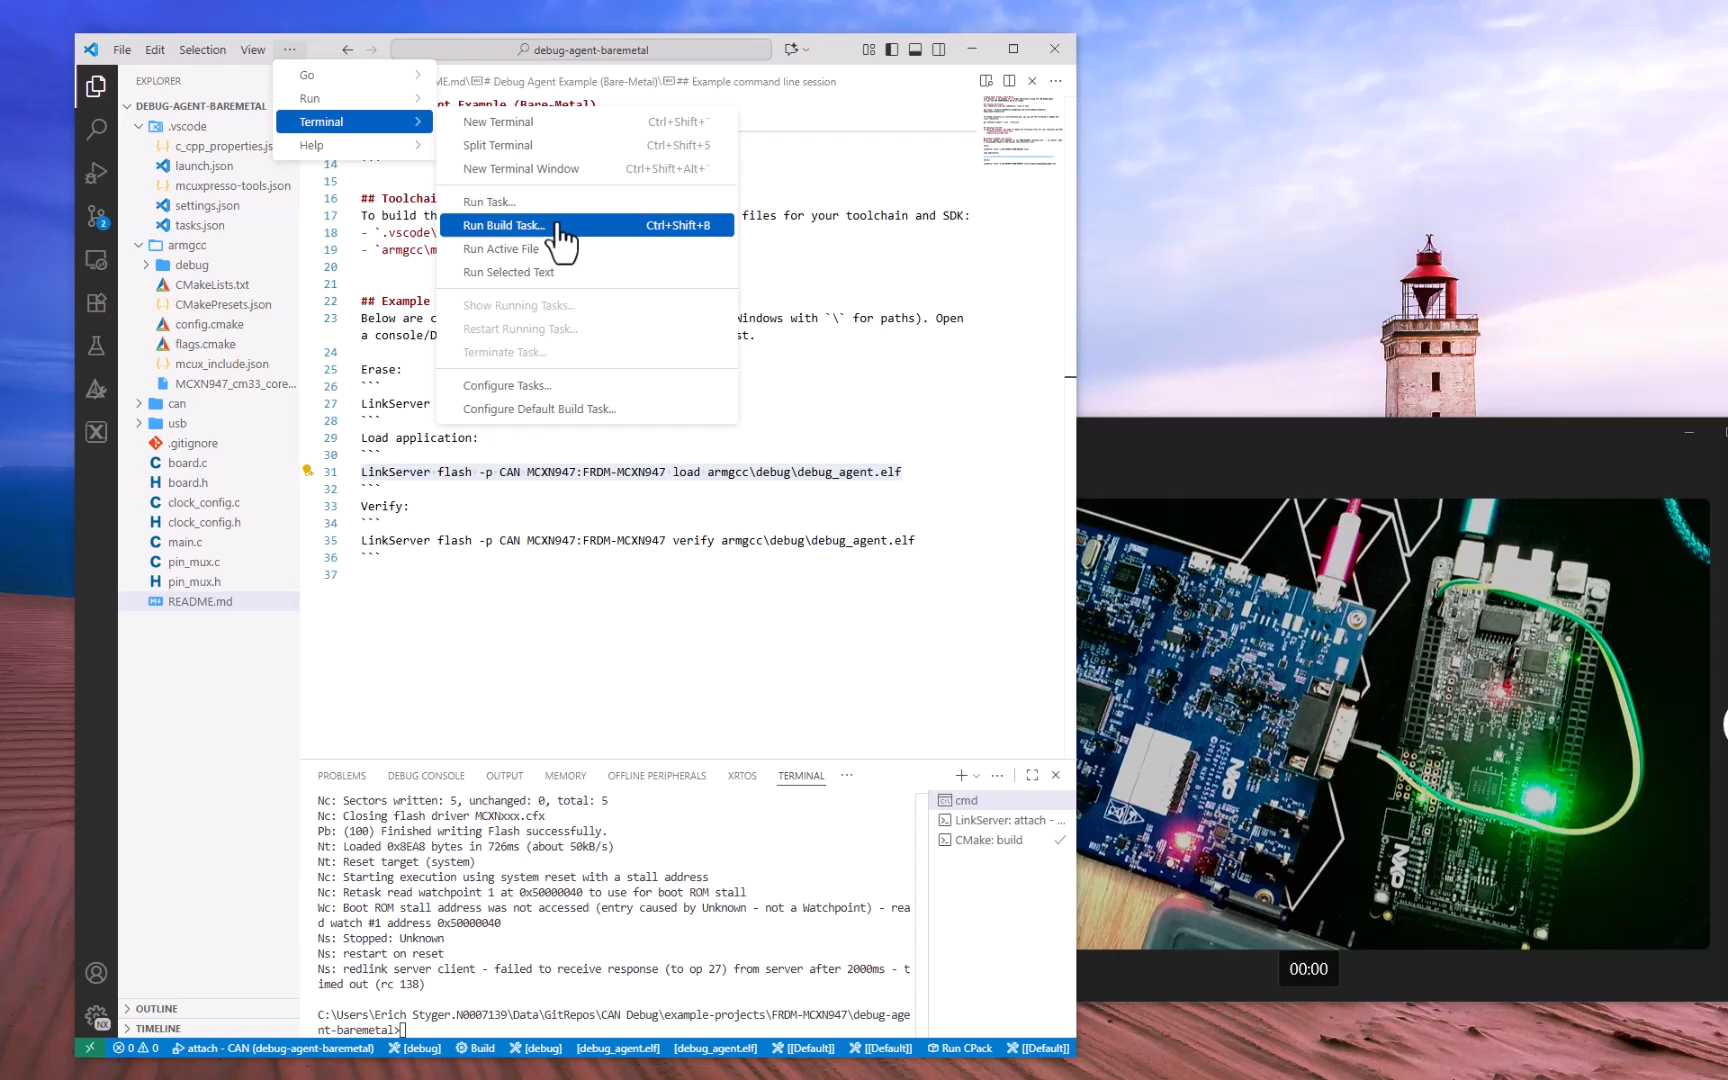 File Edit Selection View ··· debug-agent-baremetal
EXPLORER
DEBUG-AGENT-BAREMETAL
.vscode
c_cpp_properties.js
launch.json
mcuxpresso-tools.json
settings.json
tasks.json
armgcc
debug
CMakeLists.txt
CMakePresets.json
config.cmake
flags.cmake
mcux_include.json
MCXN947_cm33_core...
can
usb
.gitignore
board.c
board.h
clock_config.c
clock_config.h
main.c
pin_mux.c
pin_mux.h
README.md
OUTLINE
TIMELINE
2
NX
Go
Run
Terminal
Help
New Terminal Ctrl+Shift+¨
Split Terminal Ctrl+Shift+5
New Terminal Window Ctrl+Shift+Alt+¨
Run Task...
Run Build Task... Ctrl+Shift+B
Run Active File
Run Selected Text
Show Running Tasks...
Restart Running Task...
Terminate Task...
Configure Tasks...
Configure Default Build Task...
ME.md\ # Debug Agent Example (Bare-Metal)\ ## Example command line session
nt Example (Bare-Metal)
14 ```
15
16 ## Toolchai
17 To build th files for your toolchain and SDK:
18 - `.vscode\
19 - `armgcc\m
20
21
22 ## Example
23 Below are c indows with `\` for paths). Open
a console/D st.
24
25 Erase:
26 ```
27 LinkServer
28 ```
29 Load application:
30 ```
31 LinkServer flash -p CAN MCXN947:FRDM-MCXN947 load armgcc\debug\debug_agent.elf
32 ```
33 Verify:
34 ```
35 LinkServer flash -p CAN MCXN947:FRDM-MCXN947 verify armgcc\debug\debug_agent.elf
36 ```
37
PROBLEMS DEBUG CONSOLE OUTPUT MEMORY OFFLINE PERIPHERALS XRTOS TERMINAL ···
Nc: Sectors written: 5, unchanged: 0, total: 5
Nc: Closing flash driver MCXNxxx.cfx
Pb: (100) Finished writing Flash successfully.
Nt: Loaded 0x8EA8 bytes in 726ms (about 50kB/s)
Nt: Reset target (system)
Nc: Starting execution using system reset with a stall address
Nc: Retask read watchpoint 1 at 0x50000040 to use for boot ROM stall
Wc: Boot ROM stall address was not accessed (entry caused by Unknown - not a Watchpoint) - rea
d watch #1 address 0x50000040
Ns: Stopped: Unknown
Ns: restart on reset
Ns: redlink server client - failed to receive response (to op 27) from server after 2000ms - t
imed out (rc 138)
C:\Users\Erich Styger.N0007139\Data\GitRepos\CAN Debug\example-projects\FRDM-MCXN947\debug-age
nt-baremetal>
cmd
LinkServer: attach - ...
CMake: build
0 0 attach - CAN (debug-agent-baremetal) [debug] Build [debug] [debug_agent.elf] [debug_agent.elf] [[Default]] [[Default]] Run CPack [[Default]]
NXP
NXP
FRDM-MCXN947
00:00